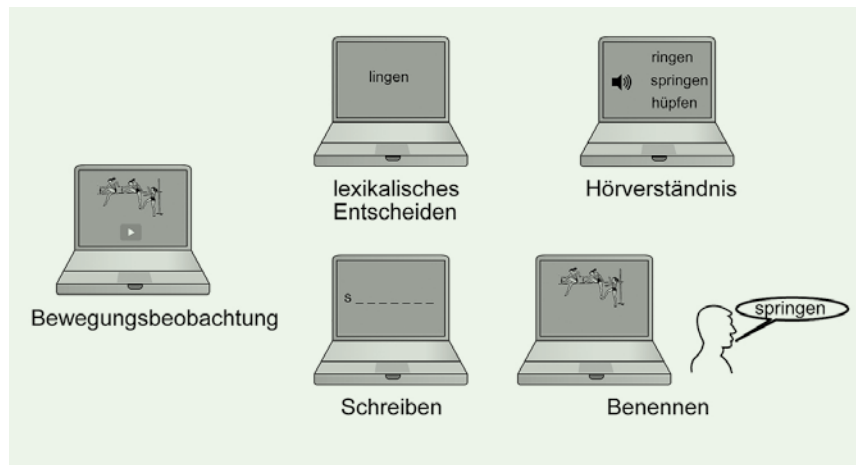 lingen
ringen
springen
hüpfen
lexikalisches
Entscheiden
Hörverständnis
Bewegungsbeobachtung
s _ _ _ _ _ _ _
springen
Schreiben
Benennen